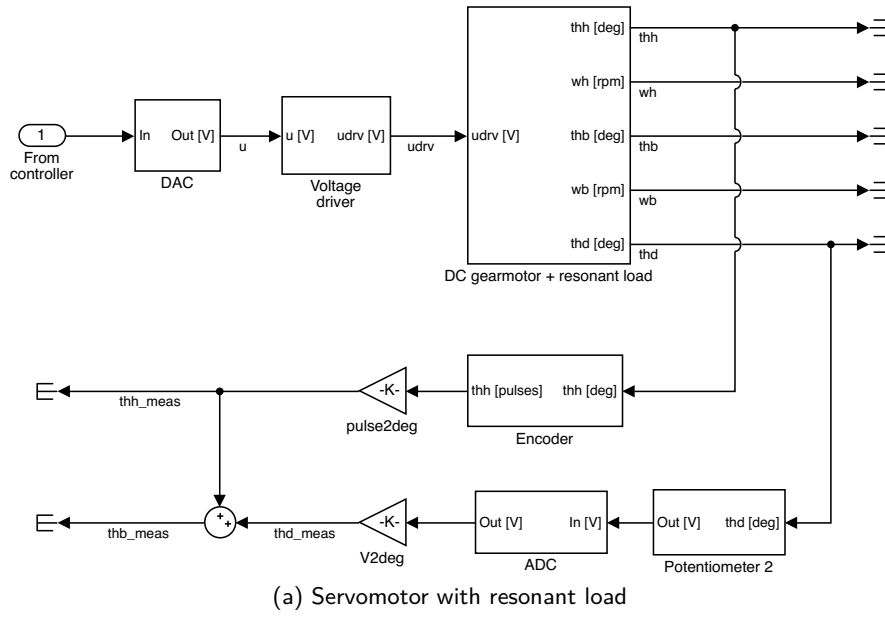 thh [deg]
thh
wh [rpm]
wh
1
In
Out [V]
u
u [V]
udrv [V]
udrv
udrv [V]
thb [deg]
thb
From
controller
DAC
Voltage
driver
wb [rpm]
wb
thd [deg]
thd
DC gearmotor + resonant load
thh_meas
-K-
pulse2deg
thh [pulses]
thh [deg]
Encoder
+
+
thb_meas
thd_meas
-K-
V2deg
Out [V]
In [V]
ADC
Out [V]
thd [deg]
Potentiometer 2
(a) Servomotor with resonant load